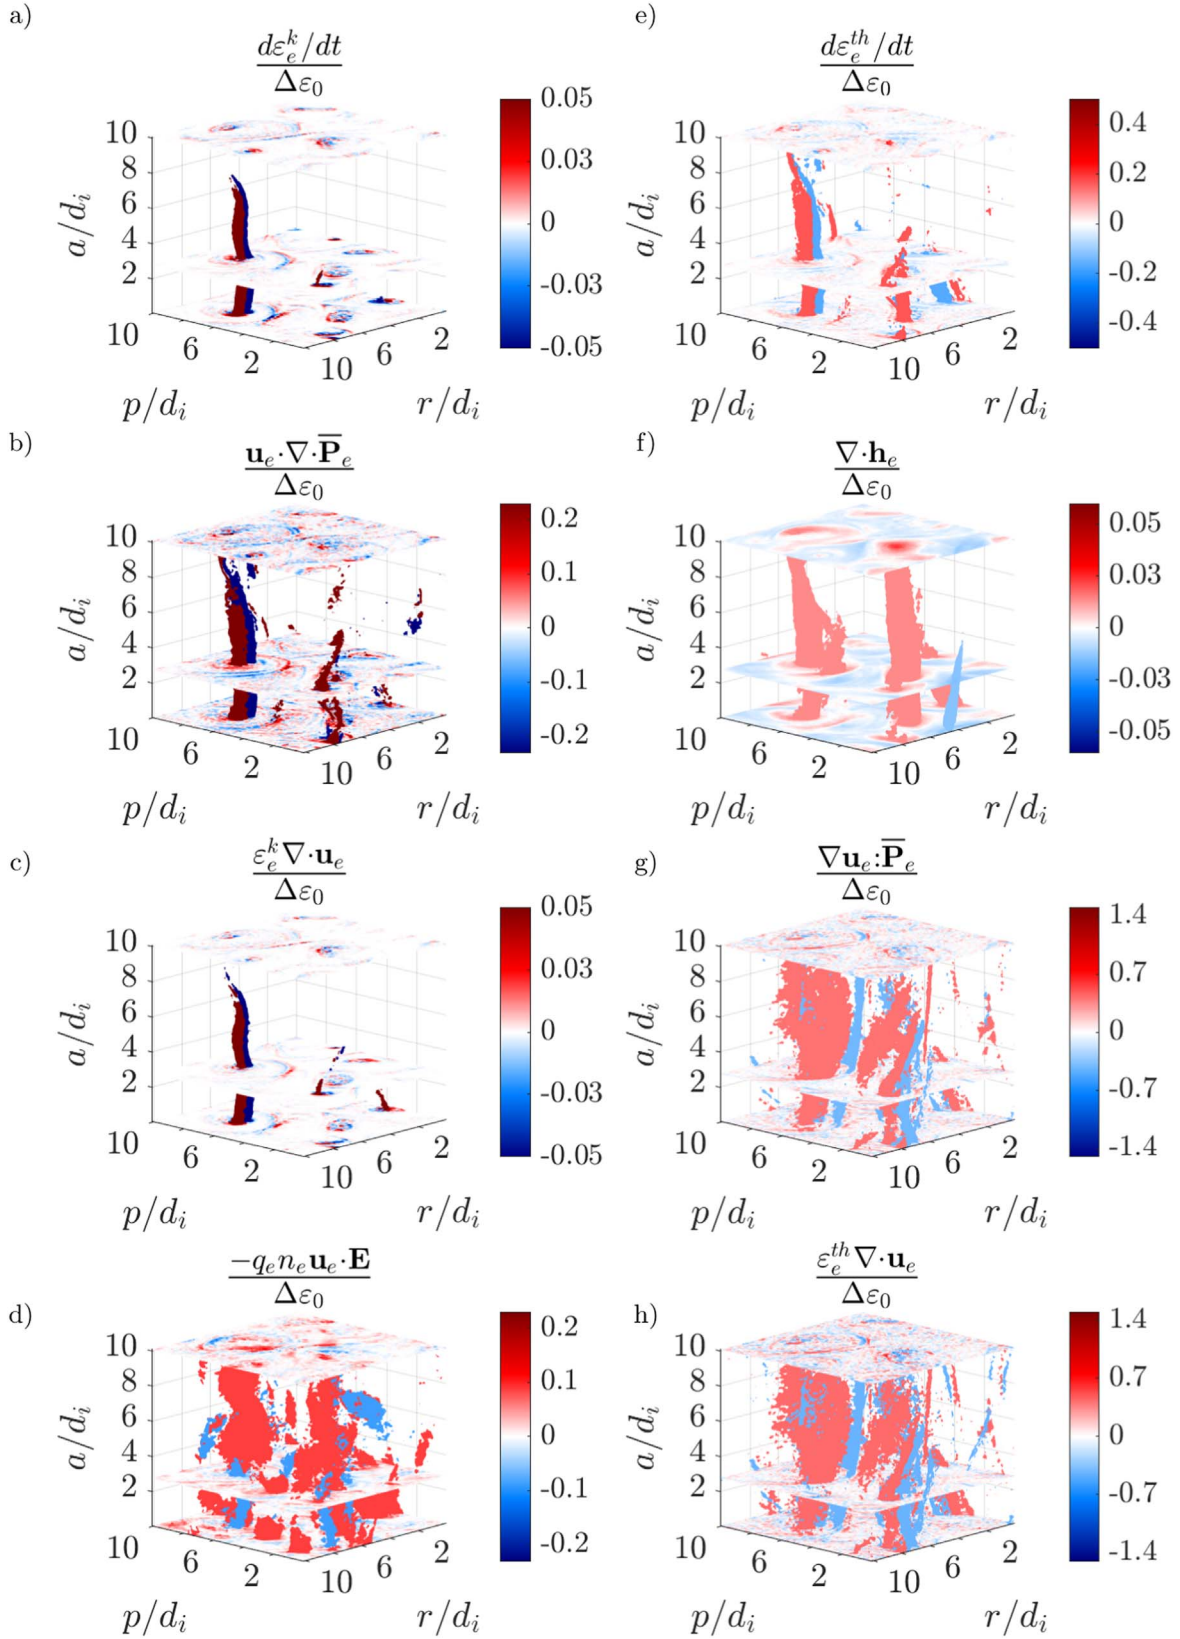 a)
dε_e^k/dt
Δε_0
0.05
0.03
0
-0.03
-0.05
10
8
6
4
2
a/d_i
10
6
2
p/d_i
10
6
2
r/d_i
e)
dε_e^{th}/dt
Δε_0
0.4
0.2
0
-0.2
-0.4
10
8
6
4
2
a/d_i
10
6
2
p/d_i
10
6
2
r/d_i
b)
u_e·∇·P̅_e
Δε_0
0.2
0.1
0
-0.1
-0.2
10
8
6
4
2
a/d_i
10
6
2
p/d_i
10
6
2
r/d_i
f)
∇·h_e
Δε_0
0.05
0.03
0
-0.03
-0.05
10
8
6
4
2
a/d_i
10
6
2
p/d_i
10
6
2
r/d_i
c)
ε_e^k∇·u_e
Δε_0
0.05
0.03
0
-0.03
-0.05
10
8
6
4
2
a/d_i
10
6
2
p/d_i
10
6
2
r/d_i
g)
∇u_e:P̅_e
Δε_0
1.4
0.7
0
-0.7
-1.4
10
8
6
4
2
a/d_i
10
6
2
p/d_i
10
6
2
r/d_i
d)
−q_e n_e u_e·E
Δε_0
0.2
0.1
0
-0.1
-0.2
10
8
6
4
2
a/d_i
10
6
2
p/d_i
10
6
2
r/d_i
h)
ε_e^{th}∇·u_e
Δε_0
1.4
0.7
0
-0.7
-1.4
10
8
6
4
2
a/d_i
10
6
2
p/d_i
10
6
2
r/d_i